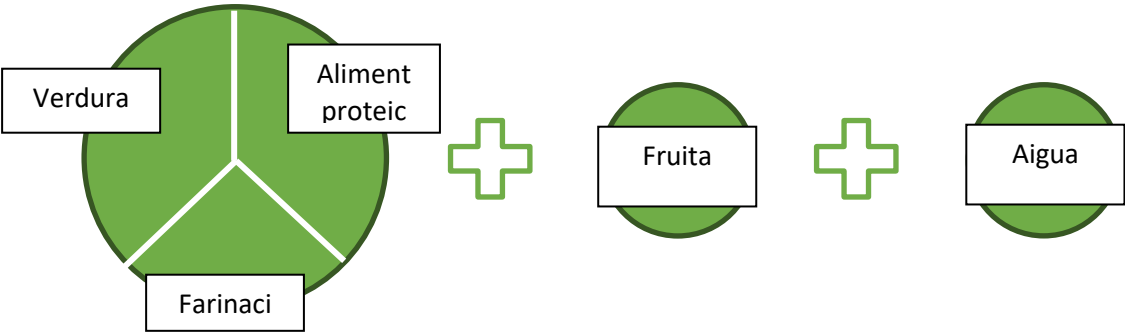 Verdura
Aliment
proteic
Farinaci
Fruita
Aigua